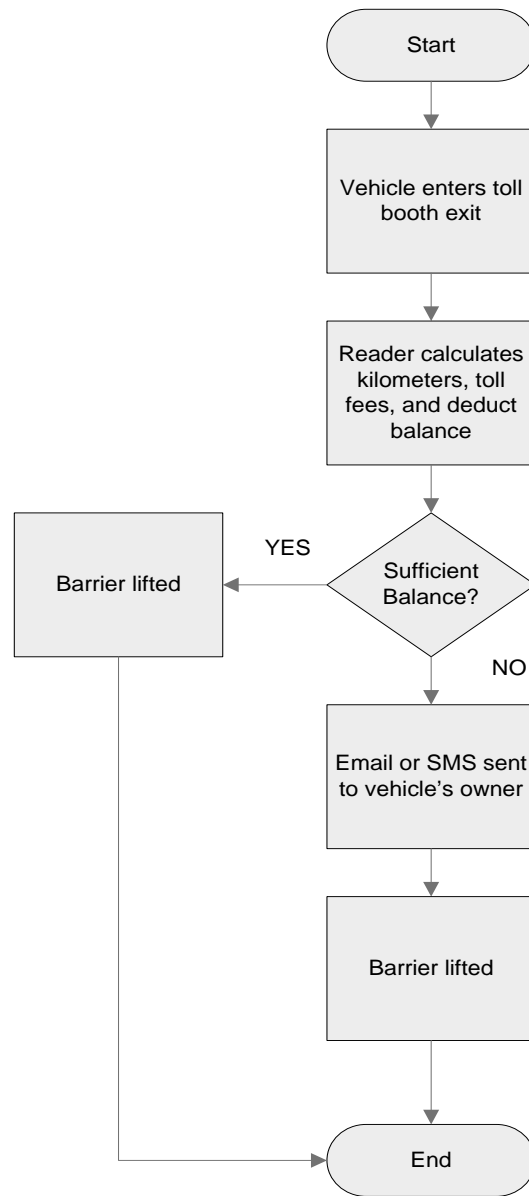 Start
Vehicle enters toll
booth exit
Reader calculates
kilometers, toll
fees, and deduct
balance
YES
Sufficient
Balance?
Barrier lifted
NO
Email or SMS sent
to vehicle’s owner
Barrier lifted
End